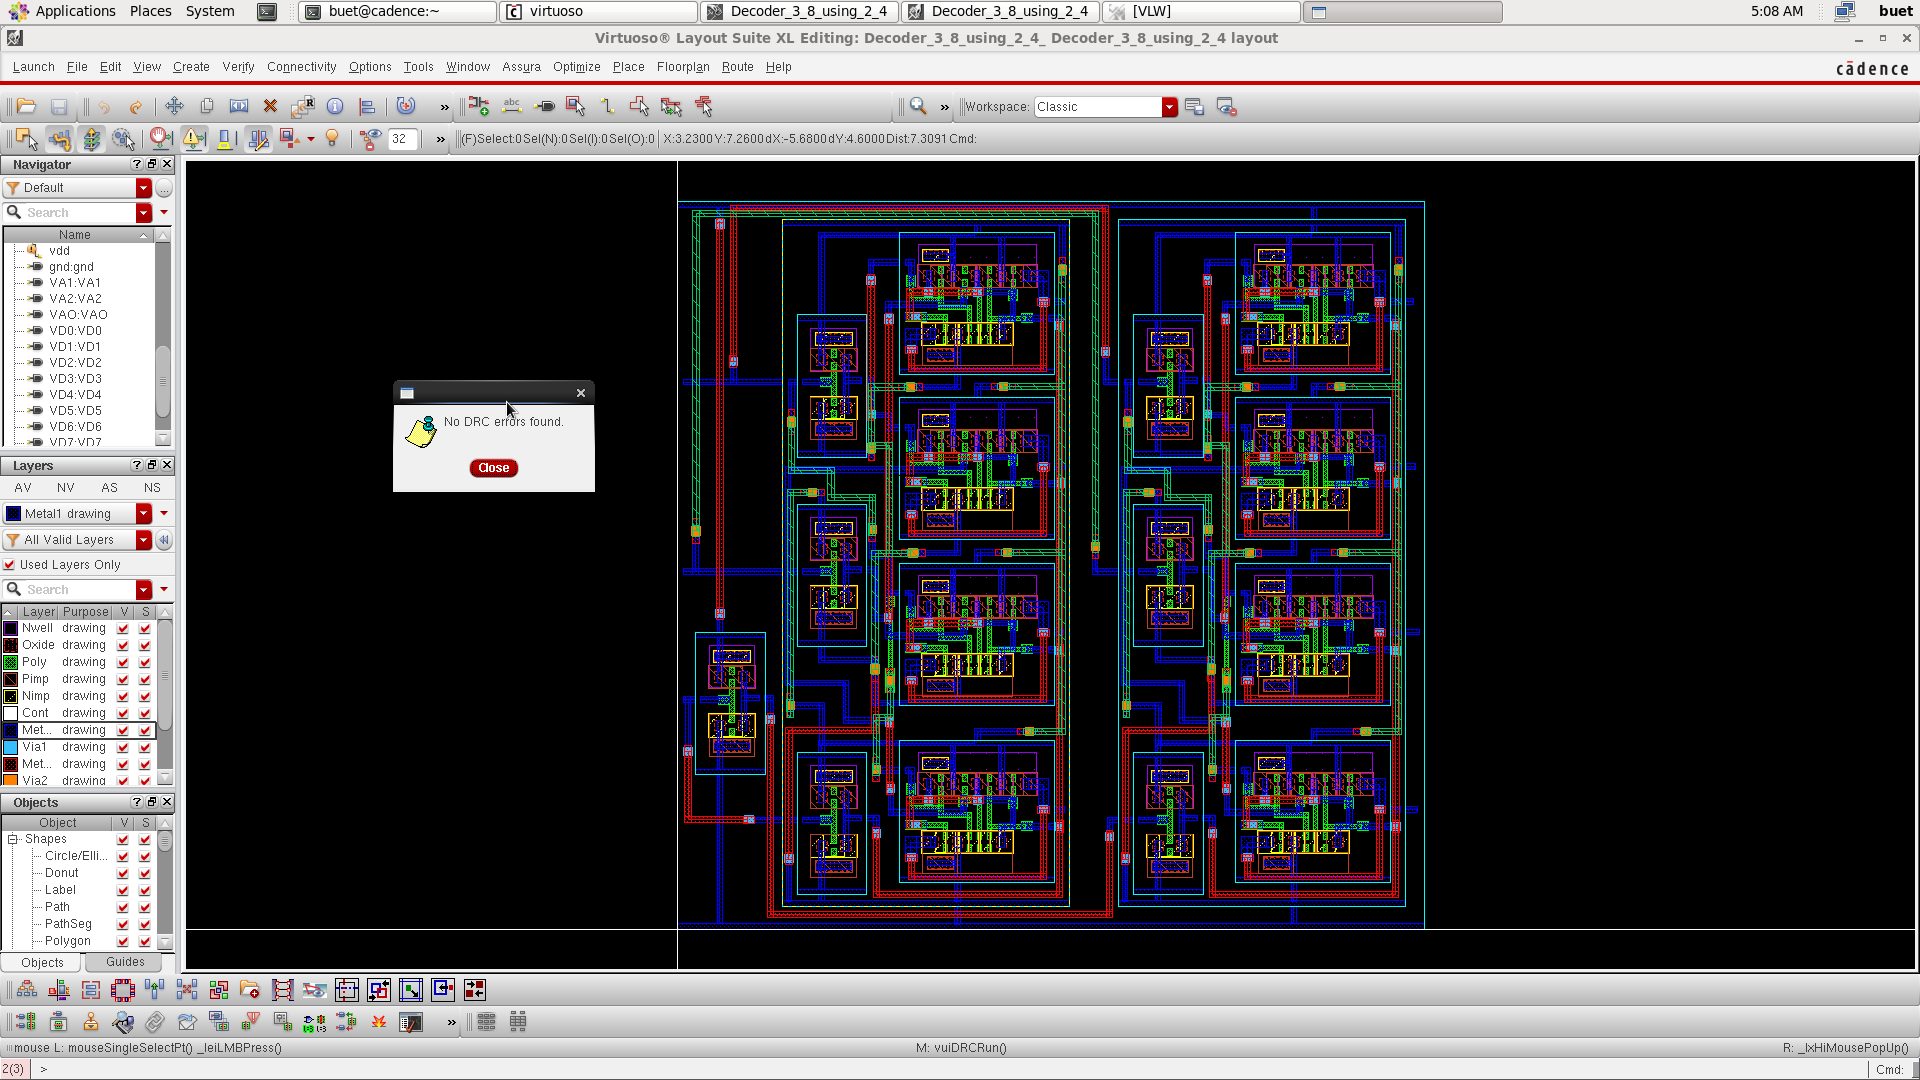 Applications Places System buet@cadence:~ virtuoso Decoder_3_8_using_2_4 Decoder_3_8_using_2_4 [VLW] 5:08 AM buet
Virtuoso® Layout Suite XL Editing: Decoder_3_8_using_2_4_ Decoder_3_8_using_2_4 layout
Launch File Edit View Create Verify Connectivity Options Tools Window Assura Optimize Place Floorplan Route Help cādence
» » Workspace: Classic
32 » (F)Select:0 Sel(N):0 Sel(I):0 Sel(O):0 X:3.2300 Y:7.2600 dX:-5.6800 dY:4.6000 Dist:7.3091 Cmd:
Navigator
Default
Search
Name
vdd
gnd:gnd
VA1:VA1
VA2:VA2
VAO:VAO
VD0:VD0
VD1:VD1
VD2:VD2
VD3:VD3
VD4:VD4
VD5:VD5
VD6:VD6
VD7:VD7
No DRC errors found.
Close
Layers
AV NV AS NS
Metal1 drawing
All Valid Layers
Used Layers Only
Search
Layer Purpose V S
Nwell drawing
Oxide drawing
Poly drawing
Pimp drawing
Nimp drawing
Cont drawing
Met... drawing
Via1 drawing
Met... drawing
Via2 drawing
Objects
Object V S
Shapes
Circle/Elli...
Donut
Label
Path
PathSeg
Polygon
Objects Guides
»
mouse L: mouseSingleSelectPt() _leiLMBPress() M: vuiDRCRun() R: _lxHiMousePopUp()
2(3) > Cmd: